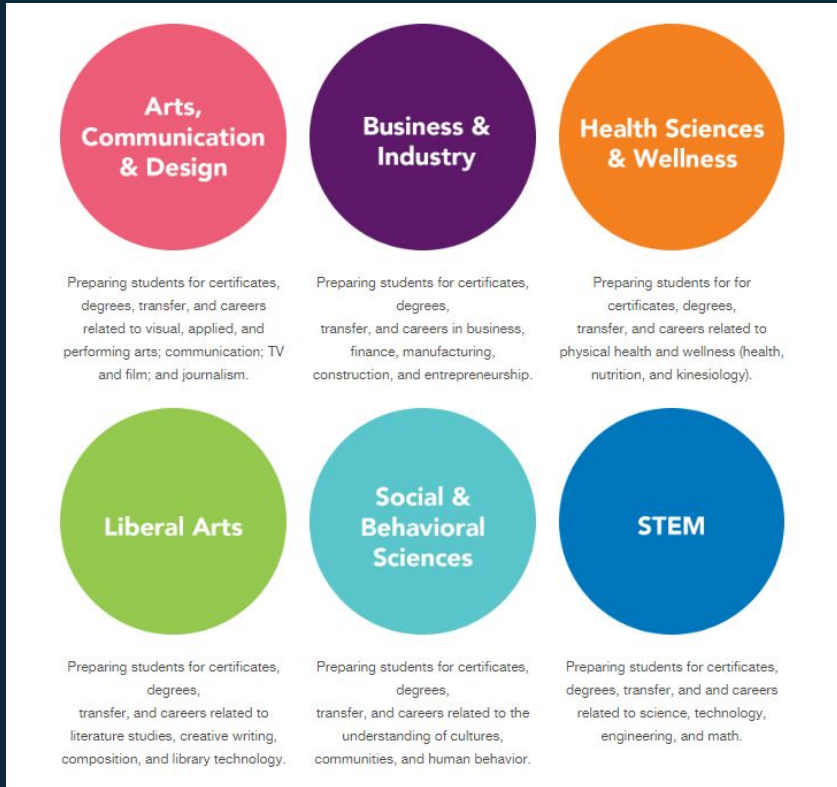 Arts,
Communication
& Design
Preparing students for certificates,
degrees, transfer, and careers
related to visual, applied, and
performing arts; communication; TV
and film; and journalism.
Business &
Industry
Preparing students for certificates,
degrees,
transfer, and careers in business,
finance, manufacturing,
construction, and entrepreneurship.
Health Sciences
& Wellness
Preparing students for for
certificates, degrees,
transfer, and careers related to
physical health and wellness (health,
nutrition, and kinesiology).
Liberal Arts
Preparing students for certificates,
degrees,
transfer, and careers related to
literature studies, creative writing,
composition, and library technology.
Social &
Behavioral
Sciences
Preparing students for certificates,
degrees,
transfer, and careers related to the
understanding of cultures,
communities, and human behavior.
STEM
Preparing students for certificates,
degrees, transfer, and and careers
related to science, technology,
engineering, and math.